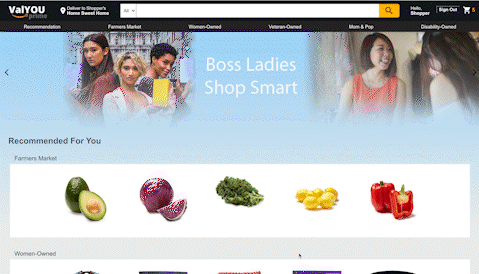 ValYOU
prime
Deliver to Shopper's
Home Sweet Home
All
Hello,
Shopper
Sign Out
Recommendation
Farmers Market
Women-Owned
Veteran-Owned
Mom & Pop
Disability-Owned
Boss Ladies
Shop Smart
Recommended For You
Farmers Market
Women-Owned